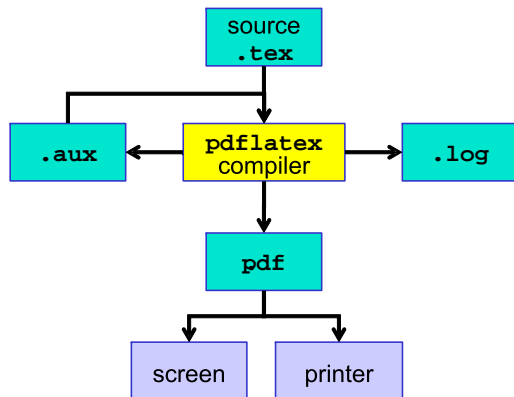 source
.tex
.aux
pdflatex
compiler
.log
.pdf
screen
printer